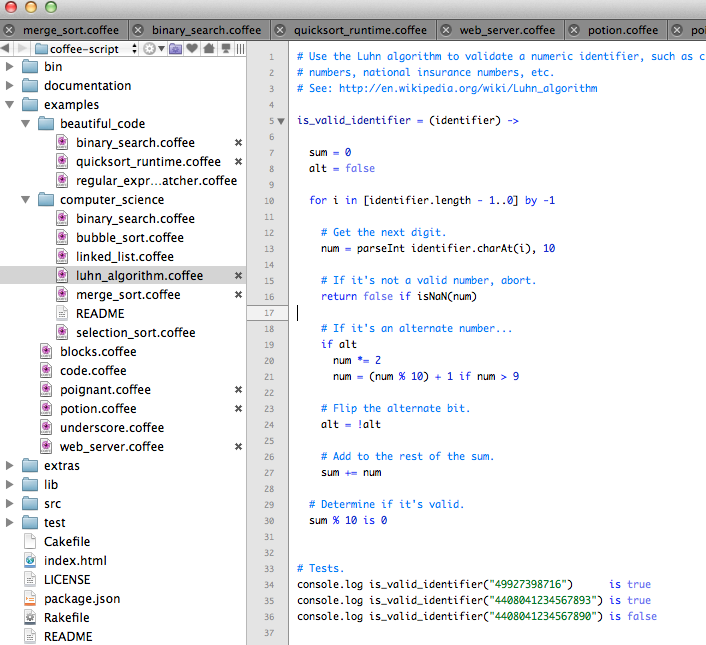 merge_sort.coffee binary_search.coffee quicksort_runtime.coffee web_server.coffee potion.coffee
coffee-script
bin
documentation
examples
beautiful_code
binary_search.coffee
quicksort_runtime.coffee
regular_expr...atcher.coffee
computer_science
binary_search.coffee
bubble_sort.coffee
linked_list.coffee
luhn_algorithm.coffee
merge_sort.coffee
README
selection_sort.coffee
blocks.coffee
code.coffee
poignant.coffee
potion.coffee
underscore.coffee
web_server.coffee
extras
lib
src
test
Cakefile
index.html
LICENSE
package.json
Rakefile
README
1 # Use the Luhn algorithm to validate a numeric identifier, such as c
2 # numbers, national insurance numbers, etc.
3 # See: http://en.wikipedia.org/wiki/Luhn_algorithm
4
5 is_valid_identifier = (identifier) ->
6
7 sum = 0
8 alt = false
9
10 for i in [identifier.length - 1..0] by -1
11
12 # Get the next digit.
13 num = parseInt identifier.charAt(i), 10
14
15 # If it's not a valid number, abort.
16 return false if isNaN(num)
17
18 # If it's an alternate number...
19 if alt
20 num *= 2
21 num = (num % 10) + 1 if num > 9
22
23 # Flip the alternate bit.
24 alt = !alt
25
26 # Add to the rest of the sum.
27 sum += num
28
29 # Determine if it's valid.
30 sum % 10 is 0
31
32
33 # Tests.
34 console.log is_valid_identifier("49927398716") is true
35 console.log is_valid_identifier("4408041234567893") is true
36 console.log is_valid_identifier("4408041234567890") is false
37